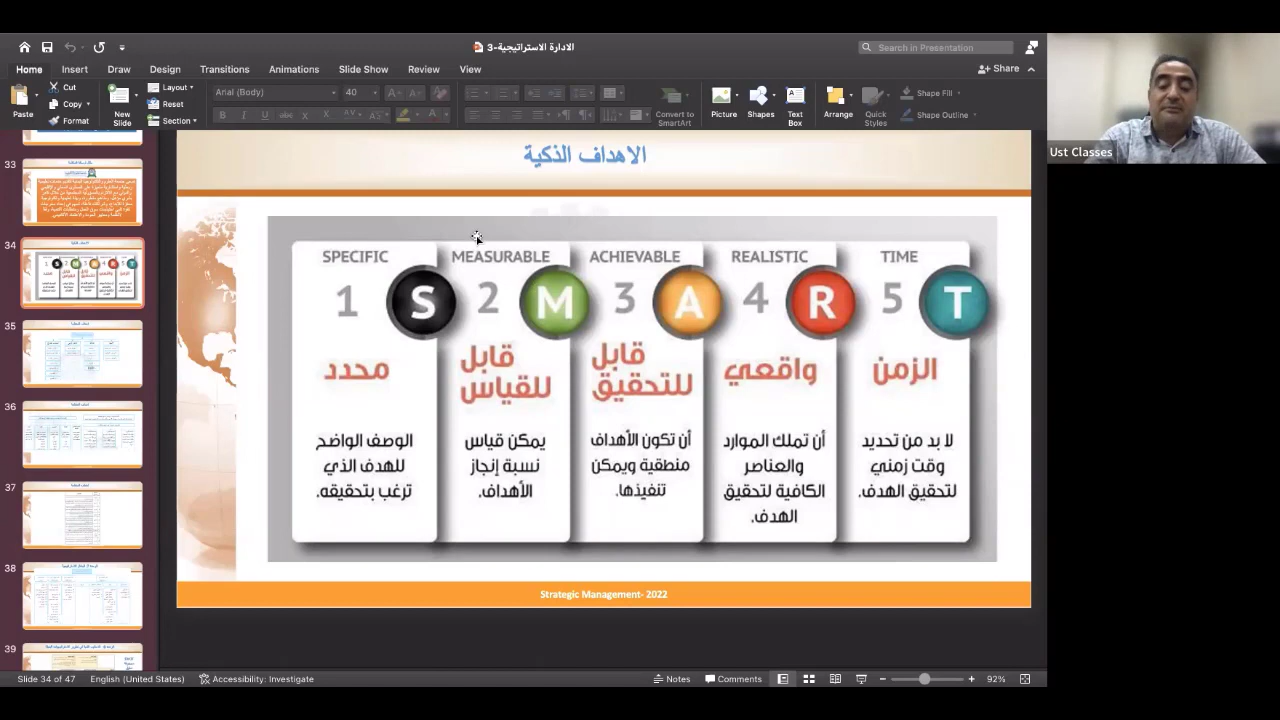 الادارة الاستراتيجية-3
Search in Presentation
Home Insert Draw Design Transitions Animations Slide Show Review View
Share
Paste
Cut
Copy
Format
New Slide
Layout
Reset
Section
Arial (Body) 40
Convert to SmartArt
Picture
Shapes
Text Box
Arrange
Quick Styles
Shape Fill
Shape Outline
Ust Classes
33
34
35
36
37
38
39
الاهداف الذكية
SPECIFIC
1 S
محدد
الوصف الواضح
للهدف الذي
ترغب بتحقيقه.
MEASURABLE
2 M
قابل
للقياس
يمكن قياس
نسبة إنجاز
الأهداف.
ACHIEVABLE
3 A
قابل
للتحقيق
أن تكون الأهداف
منطقية ويمكن
تنفيذها.
REALISTIC
4 R
واقعي
أن تملك الموارد
والعناصر
الكافية لتحقيق
الهدف.
TIME
5 T
الزمن
لا بد من تحديد
وقت زمني
لتحقيق الهدف.
Strategic Management- 2022
Slide 34 of 47
English (United States)
Accessibility: Investigate
Notes
Comments
92%